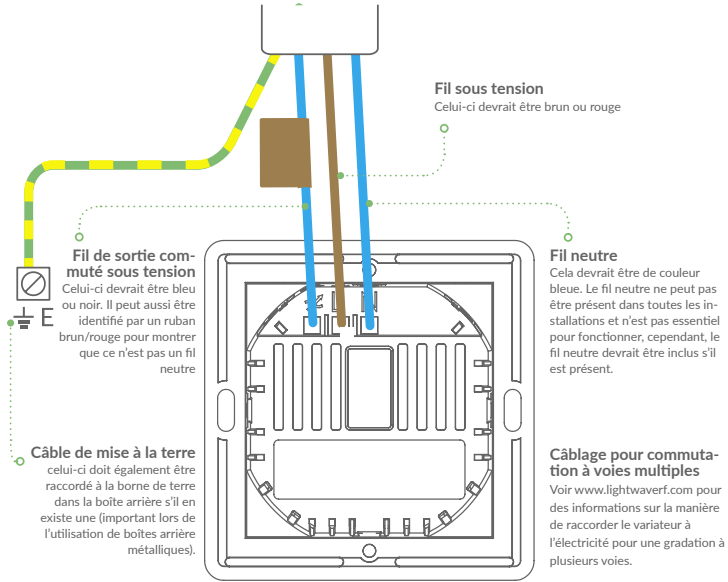 Fil sous tension
Celui-ci devrait être brun ou rouge
Fil de sortie com-
muté sous tension
Celui-ci devrait être bleu
ou noir. Il peut aussi être
identifié par un ruban
brun/rouge pour montrer
que ce n'est pas un fil
neutre
Fil neutre
Cela devrait être de couleur
bleue. Le fil neutre ne peut pas
être présent dans toutes les in-
stallations et n'est pas essentiel
pour fonctionner, cependant, le
fil neutre devrait être inclus s'il
est présent.
E
Câble de mise à la terre
celui-ci doit également être
raccordé à la borne de terre
dans la boîte arrière s'il en
existe une (important lors de
l'utilisation de boîtes arrière
métalliques).
Câblage pour commuta-
tion à voies multiples
Voir www.lightwaverf.com pour
des informations sur la manière
de raccorder le variateur à
l'électricité pour une gradation à
plusieurs voies.